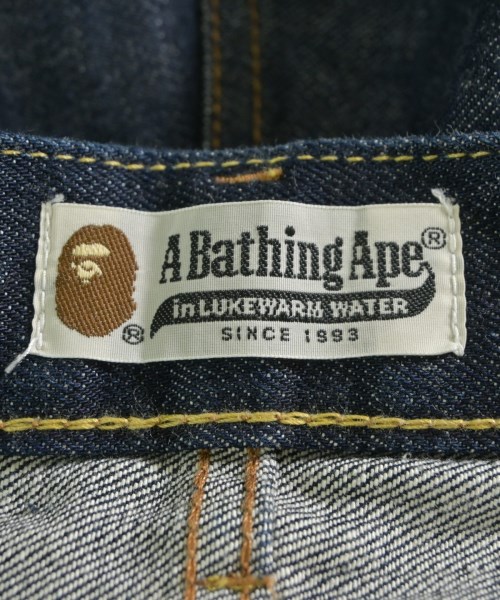 A Bathing Ape®
in LUKEWARM WATER
®
SINCE 1993